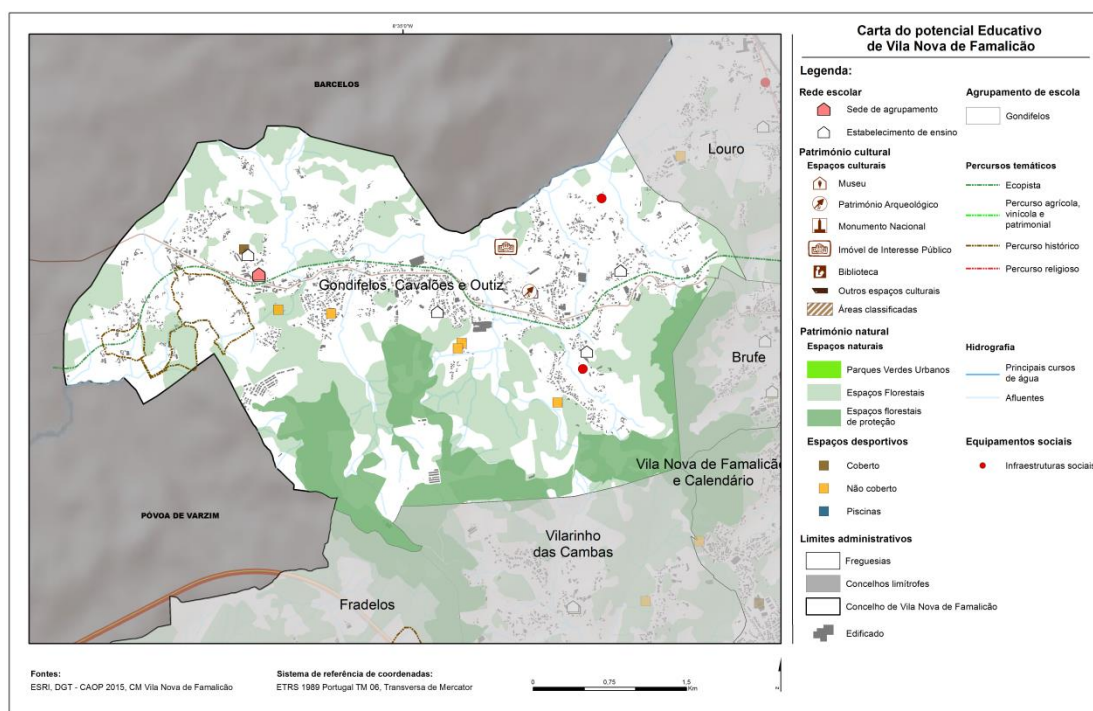 8°35'0"W
BARCELOS
Louro
Gondifelos, Cavalões e Outiz
Brufe
Vila Nova de Famalicão
e Calendário
PÓVOA DE VARZIM
Vilarinho
das Cambas
Fradelos
Carta do potencial Educativo
de Vila Nova de Famalicão
Legenda:
Rede escolar
Sede de agrupamento
Estabelecimento de ensino
Agrupamento de escola
Gondifelos
Património cultural
Espaços culturais
Museu
Património Arqueológico
Monumento Nacional
Imóvel de Interesse Público
Biblioteca
Outros espaços culturais
Áreas classificadas
Percursos temáticos
Ecopista
Percurso agrícola,
vinícola e
patrimonial
Percurso histórico
Percurso religioso
Património natural
Espaços naturais
Parques Verdes Urbanos
Espaços Florestais
Espaços florestais
de proteção
Hidrografia
Principais cursos
de água
Afluentes
Espaços desportivos
Coberto
Não coberto
Piscinas
Equipamentos sociais
Infraestruturas sociais
Limites administrativos
Freguesias
Concelhos limítrofes
Concelho de Vila Nova de Famalicão
Edificado
Fontes:
ESRI, DGT - CAOP 2015, CM Vila Nova de Famalicão
Sistema de referência de coordenadas:
ETRS 1989 Portugal TM 06, Transversa de Mercator
0 0,75 1,5
Km